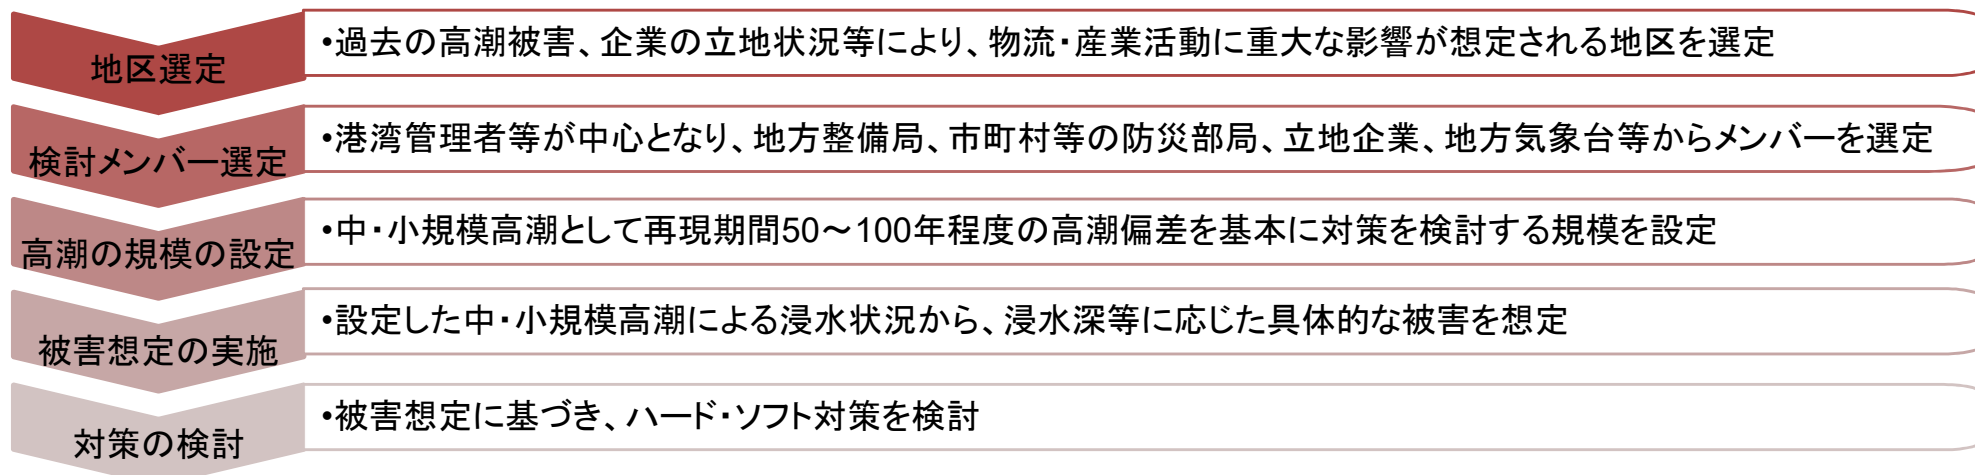 地区選定
•過去の高潮被害、企業の立地状況等により、物流・産業活動に重大な影響が想定される地区を選定
検討メンバー選定
•港湾管理者等が中心となり、地方整備局、市町村等の防災部局、立地企業、地方気象台等からメンバーを選定
高潮の規模の設定
•中・小規模高潮として再現期間50～100年程度の高潮偏差を基本に対策を検討する規模を設定
被害想定の実施
•設定した中・小規模高潮による浸水状況から、浸水深等に応じた具体的な被害を想定
対策の検討
•被害想定に基づき、ハード・ソフト対策を検討